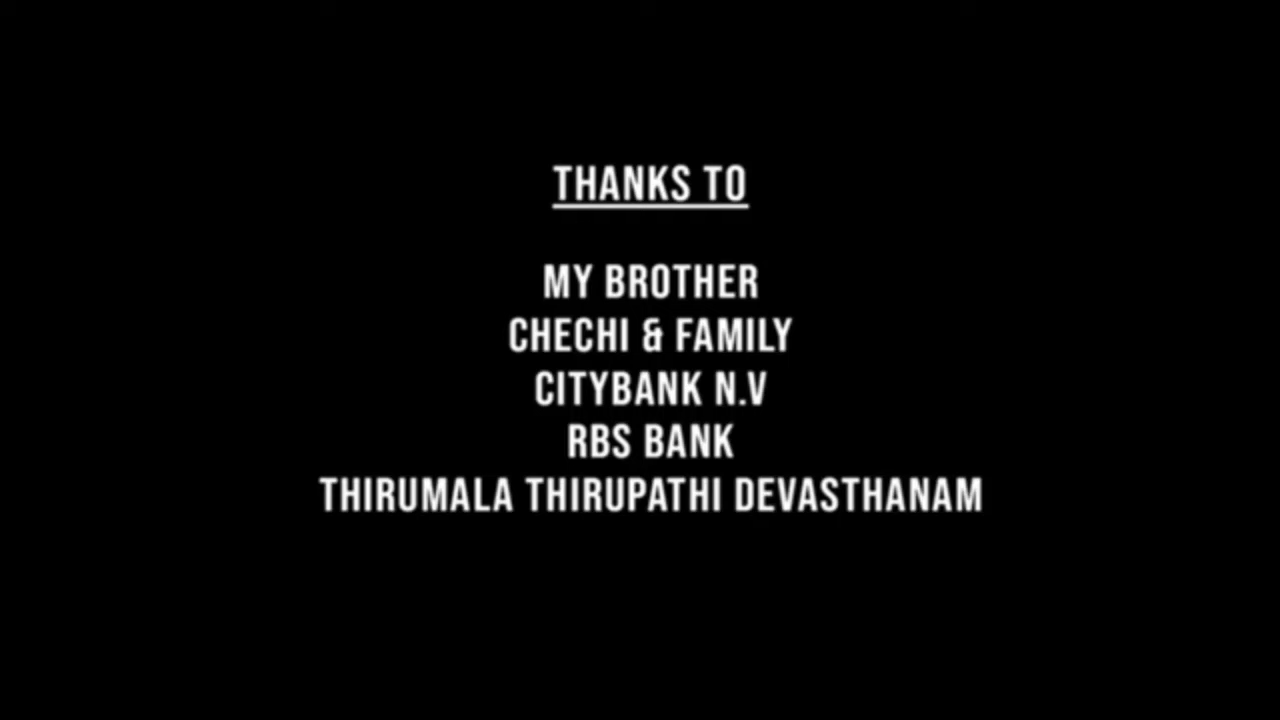 THANKS TO
MY BROTHER
CHECHI & FAMILY
CITYBANK N.V
RBS BANK
THIRUMALA THIRUPATHI DEVASTHANAM